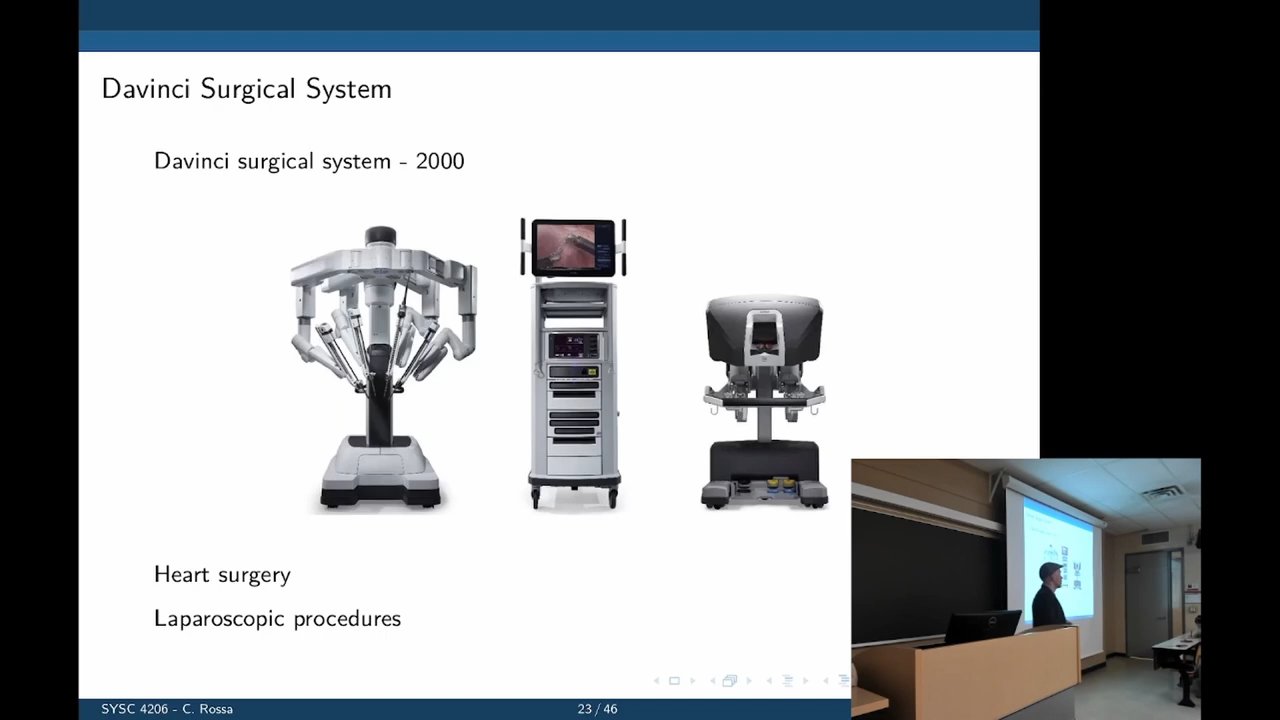 Davinci Surgical System
Davinci surgical system - 2000
Heart surgery
Laparoscopic procedures
SYSC 4206 - C. Rossa
23 / 46